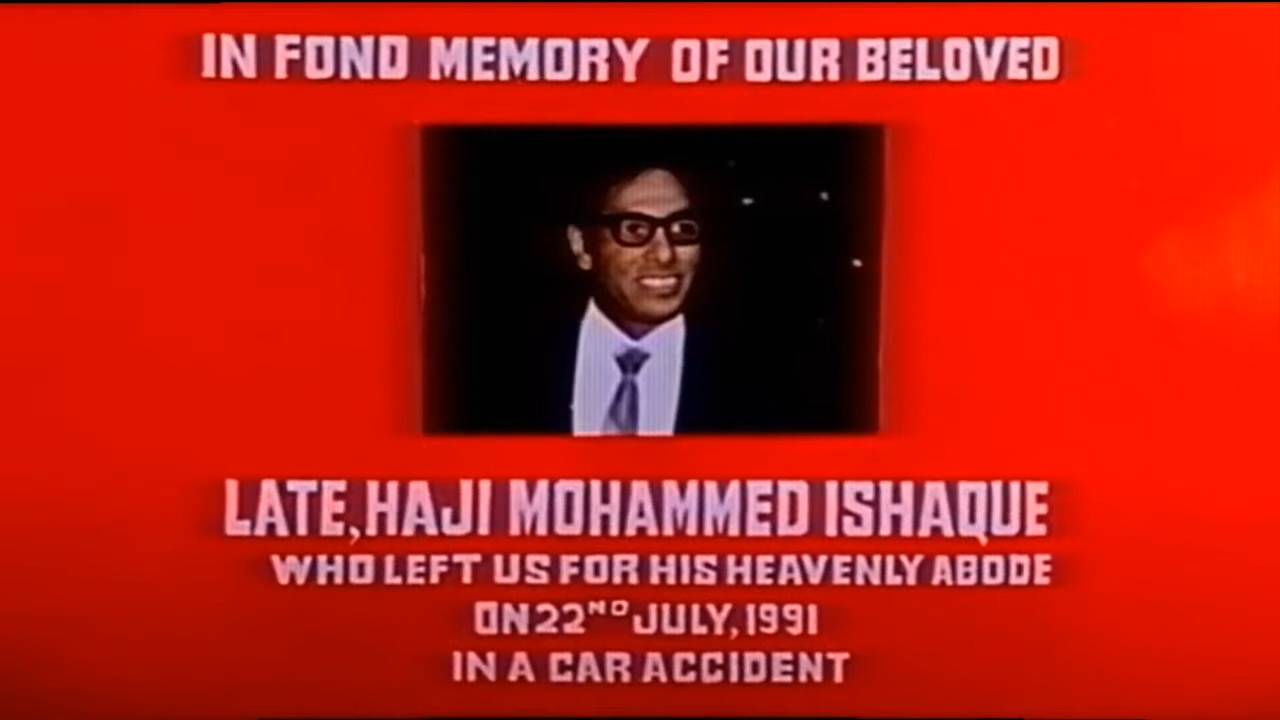 IN FOND MEMORY OF OUR BELOVED
LATE, HAJI MOHAMMED ISHAQUE
WHO LEFT US FOR HIS HEAVENLY ABODE
ON 22ND JULY, 1991
IN A CAR ACCIDENT